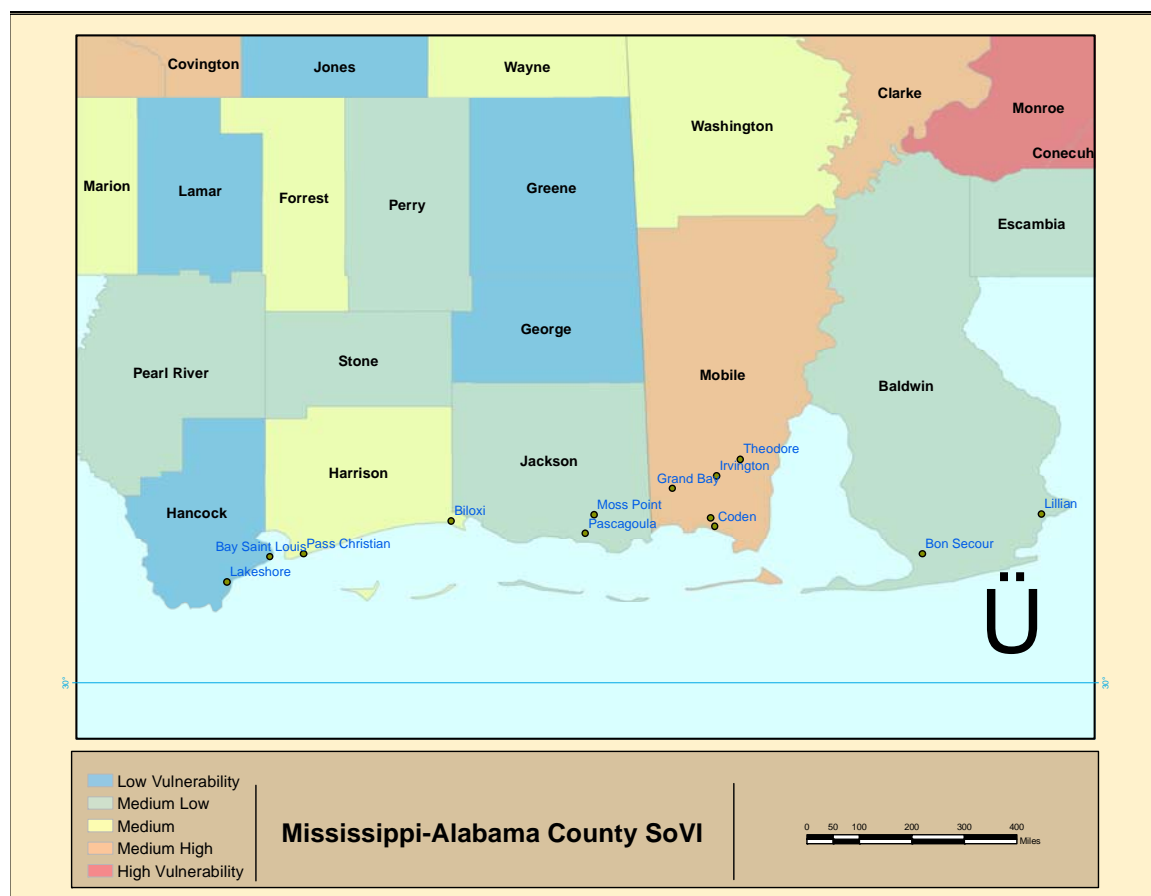 Covington
Jones
Wayne
Clarke
Monroe
Washington
Conecuh
Marion
Lamar
Forrest
Perry
Greene
Escambia
George
Stone
Pearl River
Mobile
Baldwin
Harrison
Jackson
Hancock
Theodore
Irvington
Grand Bay
Moss Point
Biloxi
Pascagoula
Coden
Lillian
Bay Saint Louis
Pass Christian
Bon Secour
Lakeshore
Ü
30°
30°
Low Vulnerability
Medium Low
Medium
Medium High
High Vulnerability
Mississippi-Alabama County SoVI
0 50 100 200 300 400
Miles